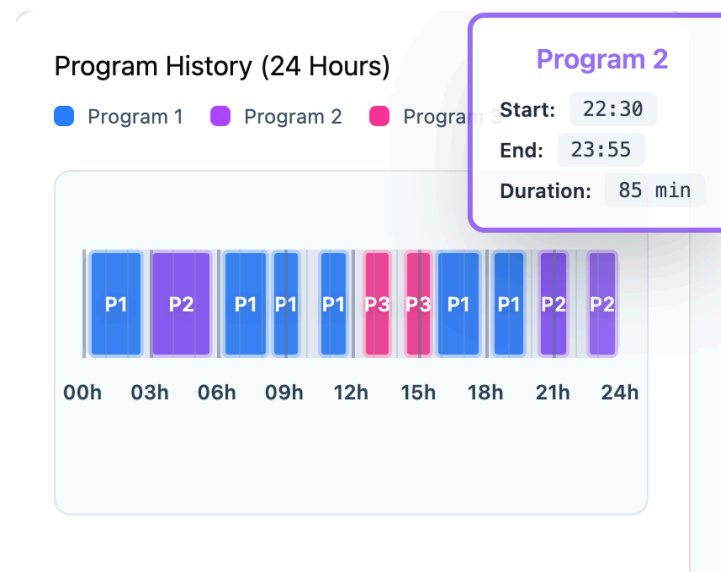 Program History (24 Hours)
Program 1 Program 2 Program 3
Program 2
Start: 22:30
End: 23:55
Duration: 85 min
P1 P2 P1 P1 P1 P3 P3 P1 P1 P2 P2
00h 03h 06h 09h 12h 15h 18h 21h 24h